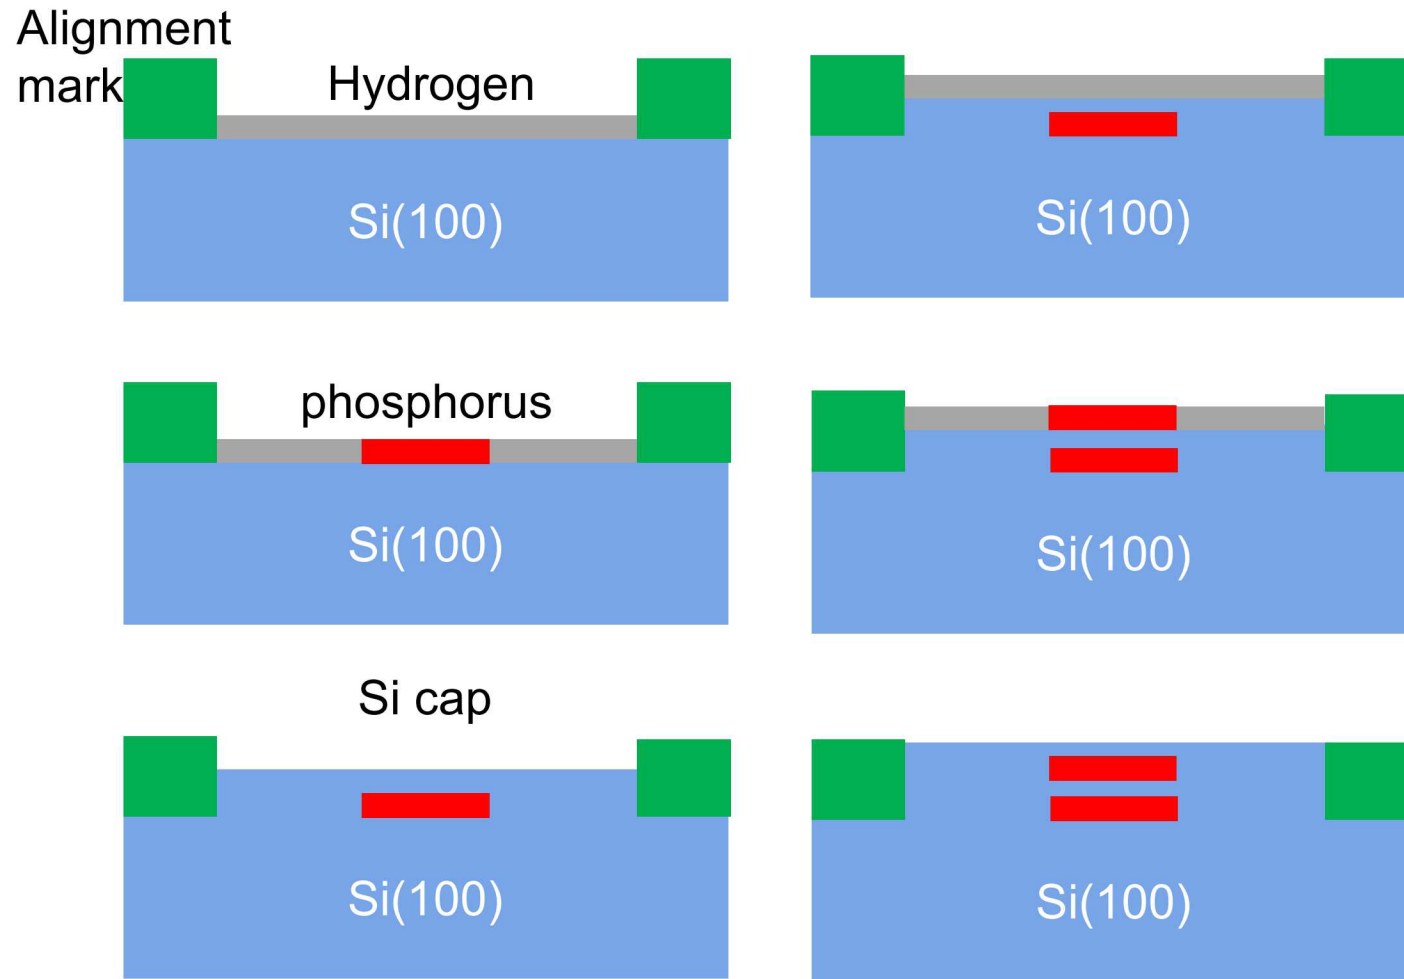 Alignment
mark
Hydrogen
Si(100)
phosphorus
Si(100)
Si cap
Si(100)
Si(100)
Si(100)
Si(100)